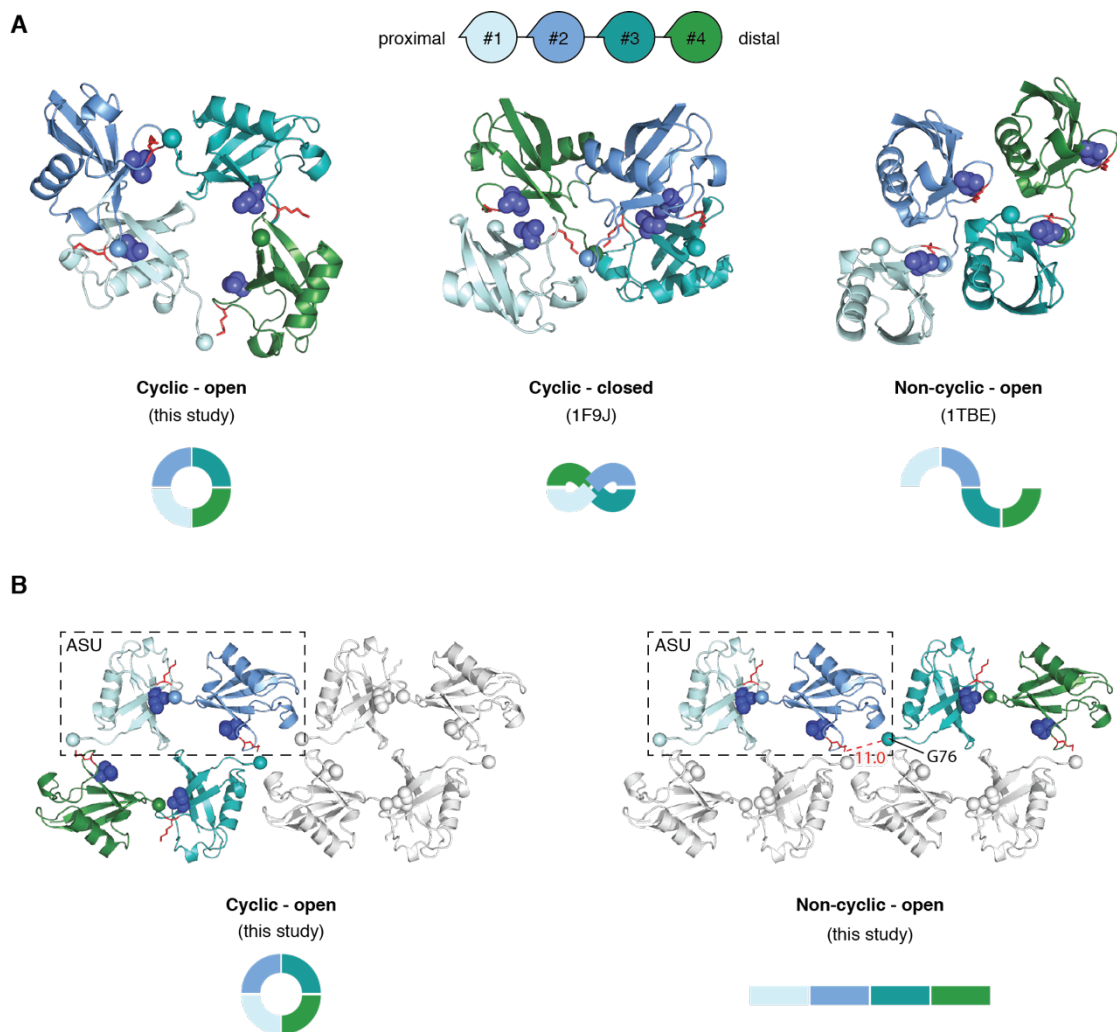 A
proximal #1 #2 #3 #4 distal
Cyclic - open
(this study)
Cyclic - closed
(1F9J)
Non-cyclic - open
(1TBE)
B
ASU
ASU
11.0
G76
Cyclic - open
(this study)
Non-cyclic - open
(this study)